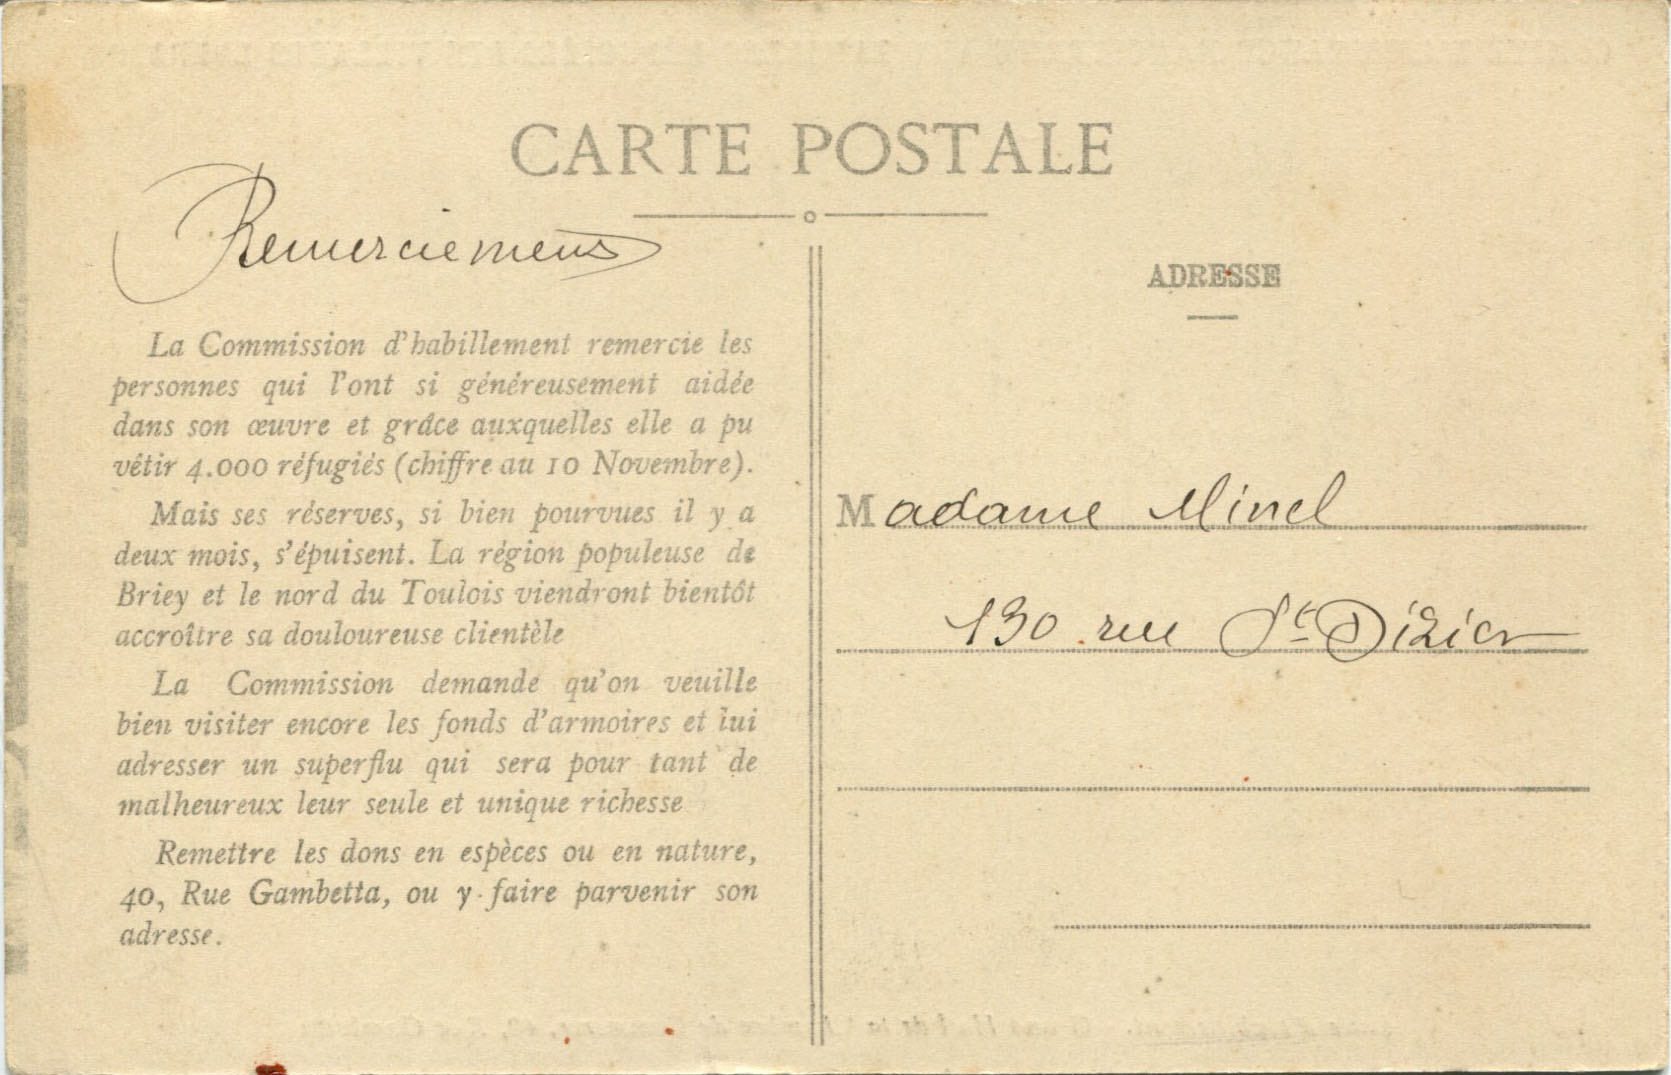 CARTE POSTALE
Remerciemens
La Commission d'habillement remercie les
personnes qui l'ont si généreusement aidée
dans son œuvre et grâce auxquelles elle a pu
vêtir 4.000 réfugiés (chiffre au 10 Novembre).
Mais ses réserves, si bien pourvues il y a
deux mois, s'épuisent. La région populeuse de
Briey et le nord du Toulois viendront bientôt
accroître sa douloureuse clientèle
La Commission demande qu'on veuille
bien visiter encore les fonds d'armoires et lui
adresser un superflu qui sera pour tant de
malheureux leur seule et unique richesse
Remettre les dons en espèces ou en nature,
40, Rue Gambetta, ou y faire parvenir son
adresse.
ADRESSE
Madame Minel
130 rue St Dizier